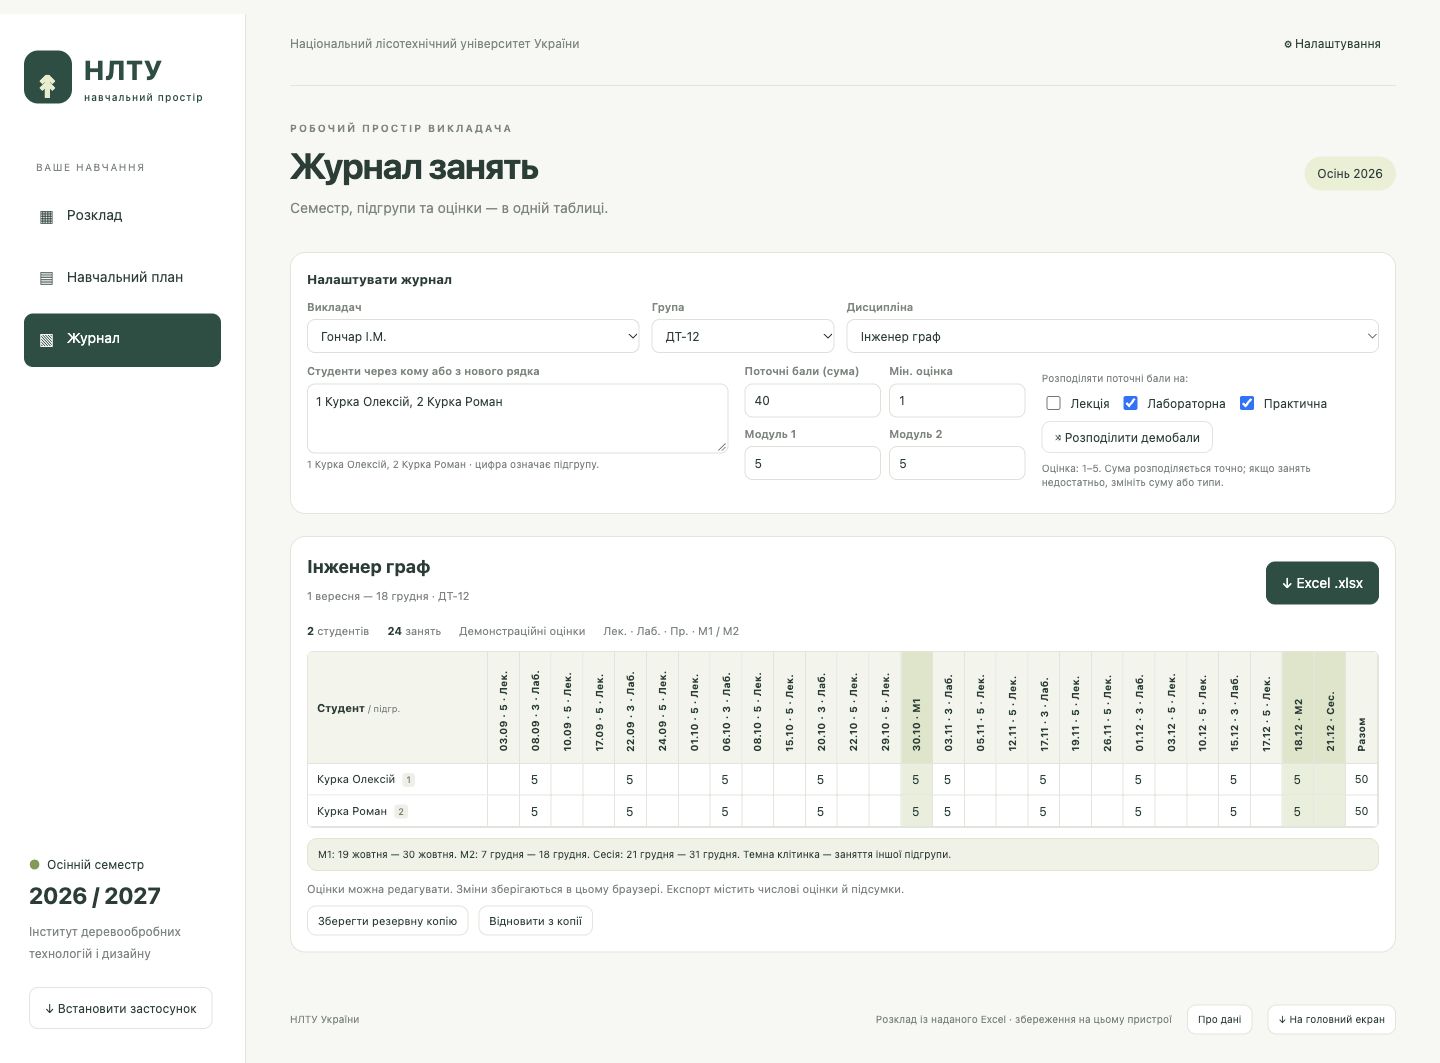 НЛТУ
навчальний простір
ВАШЕ НАВЧАННЯ
Розклад
Навчальний план
Журнал
Осінній семестр
2026 / 2027
Інститут деревообробних
технологій і дизайну
↓ Встановити застосунок
Національний лісотехнічний університет України
Налаштування
РОБОЧИЙ ПРОСТІР ВИКЛАДАЧА
Журнал занять
Осінь 2026
Семестр, підгрупи та оцінки — в одній таблиці.
Налаштувати журнал
Викладач Група Дисципліна
Гончар І.М. ДТ-12 Інженер граф
Студенти через кому або з нового рядка
1 Курка Олексій, 2 Курка Роман
1 Курка Олексій, 2 Курка Роман · цифра означає підгрупу.
Поточні бали (сума) Мін. оцінка
40 1
Модуль 1 Модуль 2
5 5
Розподіляти поточні бали на:
Лекція Лабораторна Практична
Розподілити демобали
Оцінка: 1–5. Сума розподіляється точно; якщо занять
недостатньо, змініть суму або типи.
Інженер граф
1 вересня — 18 грудня · ДТ-12
↓ Excel .xlsx
2 студентів 24 занять Демонстраційні оцінки Лек. · Лаб. · Пр. · М1 / М2
Студент / підгр.
03.09 · 5 · Лек.
08.09 · 3 · Лаб.
10.09 · 5 · Лек.
17.09 · 5 · Лек.
22.09 · 3 · Лаб.
24.09 · 5 · Лек.
01.10 · 5 · Лек.
06.10 · 3 · Лаб.
08.10 · 5 · Лек.
15.10 · 5 · Лек.
20.10 · 3 · Лаб.
22.10 · 5 · Лек.
29.10 · 5 · Лек.
30.10 · М1
03.11 · 3 · Лаб.
05.11 · 5 · Лек.
12.11 · 5 · Лек.
17.11 · 3 · Лаб.
19.11 · 5 · Лек.
26.11 · 5 · Лек.
01.12 · 3 · Лаб.
03.12 · 5 · Лек.
10.12 · 5 · Лек.
15.12 · 3 · Лаб.
17.12 · 5 · Лек.
18.12 · М2
21.12 · Сес.
Разом
Курка Олексій 1 5 5 5 5 5 5 5 5 5 5 50
Курка Роман 2 5 5 5 5 5 5 5 5 5 5 50
М1: 19 жовтня — 30 жовтня. М2: 7 грудня — 18 грудня. Сесія: 21 грудня — 31 грудня. Темна клітинка — заняття іншої підгрупи.
Оцінки можна редагувати. Зміни зберігаються в цьому браузері. Експорт містить числові оцінки й підсумки.
Зберегти резервну копію Відновити з копії
НЛТУ України
Розклад із наданого Excel · збереження на цьому пристрої
Про дані
↓ На головний екран